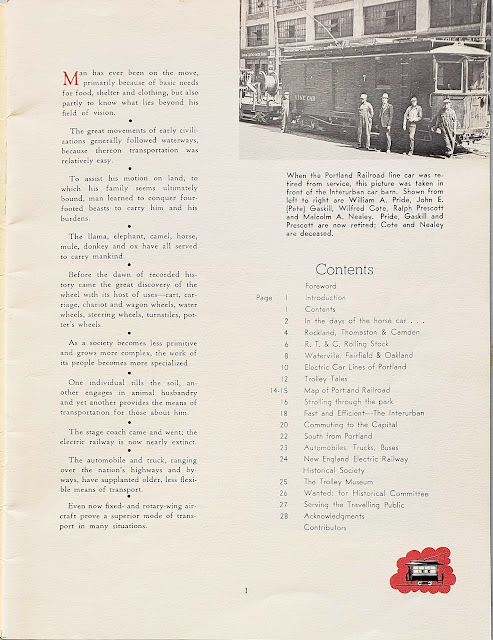 Man has ever been on the move,
primarily because of basic needs
for food, shelter and clothing, but also
partly to know what lies beyond his
field of vision.
•
The great movements of early civili-
zations generally followed waterways,
because thereon transportation was
relatively easy.
•
To assist his motion on land, to
which his family seems ultimately
bound, man learned to conquer four-
footed beasts to carry him and his
burdens.
•
The llama, elephant, camel, horse,
mule, donkey and ox have all served
to carry mankind.
•
Before the dawn of recorded his-
tory came the great discovery of the
wheel with its host of uses—cart, car-
riage, chariot and wagon wheels, water
wheels, steering wheels, turnstiles, pot-
ter's wheels.
•
As a society becomes less primitive
and grows more complex, the work of
its people becomes more specialized.
•
One individual tills the soil, an-
other engages in animal husbandry
and yet another provides the means of
transportation for those about him.
•
The stage coach came and went; the
electric railway is now nearly extinct.
•
The automobile and truck, ranging
over the nation's highways and by-
ways, have supplanted older, less flexi-
ble means of transport.
•
Even now fixed- and rotary-wing air-
craft prove a superior mode of trans-
port in many situations.
LINE CAR
When the Portland Railroad line car was re-
tired from service, this picture was taken in
front of the Interurban car barn. Shown from
left to right are William A. Pride, John E.
(Pete) Gaskill, Wilfred Cote, Ralph Prescott
and Malcolm A. Nealey. Pride, Gaskill and
Prescott are now retired; Cote and Nealey
are deceased.
Contents
Foreword
Page 1 Introduction
1 Contents
2 In the days of the horse car . . .
4 Rockland, Thomaston & Camden
6 R. T. & C. Rolling Stock
8 Waterville, Fairfield & Oakland
10 Electric Car Lines of Portland
12 Trolley Tales
14-15 Map of Portland Railroad
16 Strolling through the park
18 Fast and Efficient—The Interurban
20 Commuting to the Capital
22 South from Portland
23 Automobiles, Trucks, Buses
24 New England Electric Railway
Historical Society
25 The Trolley Museum
26 Wanted: for Historical Committee
27 Serving the Travelling Public
28 Acknowledgments
Contributors
1